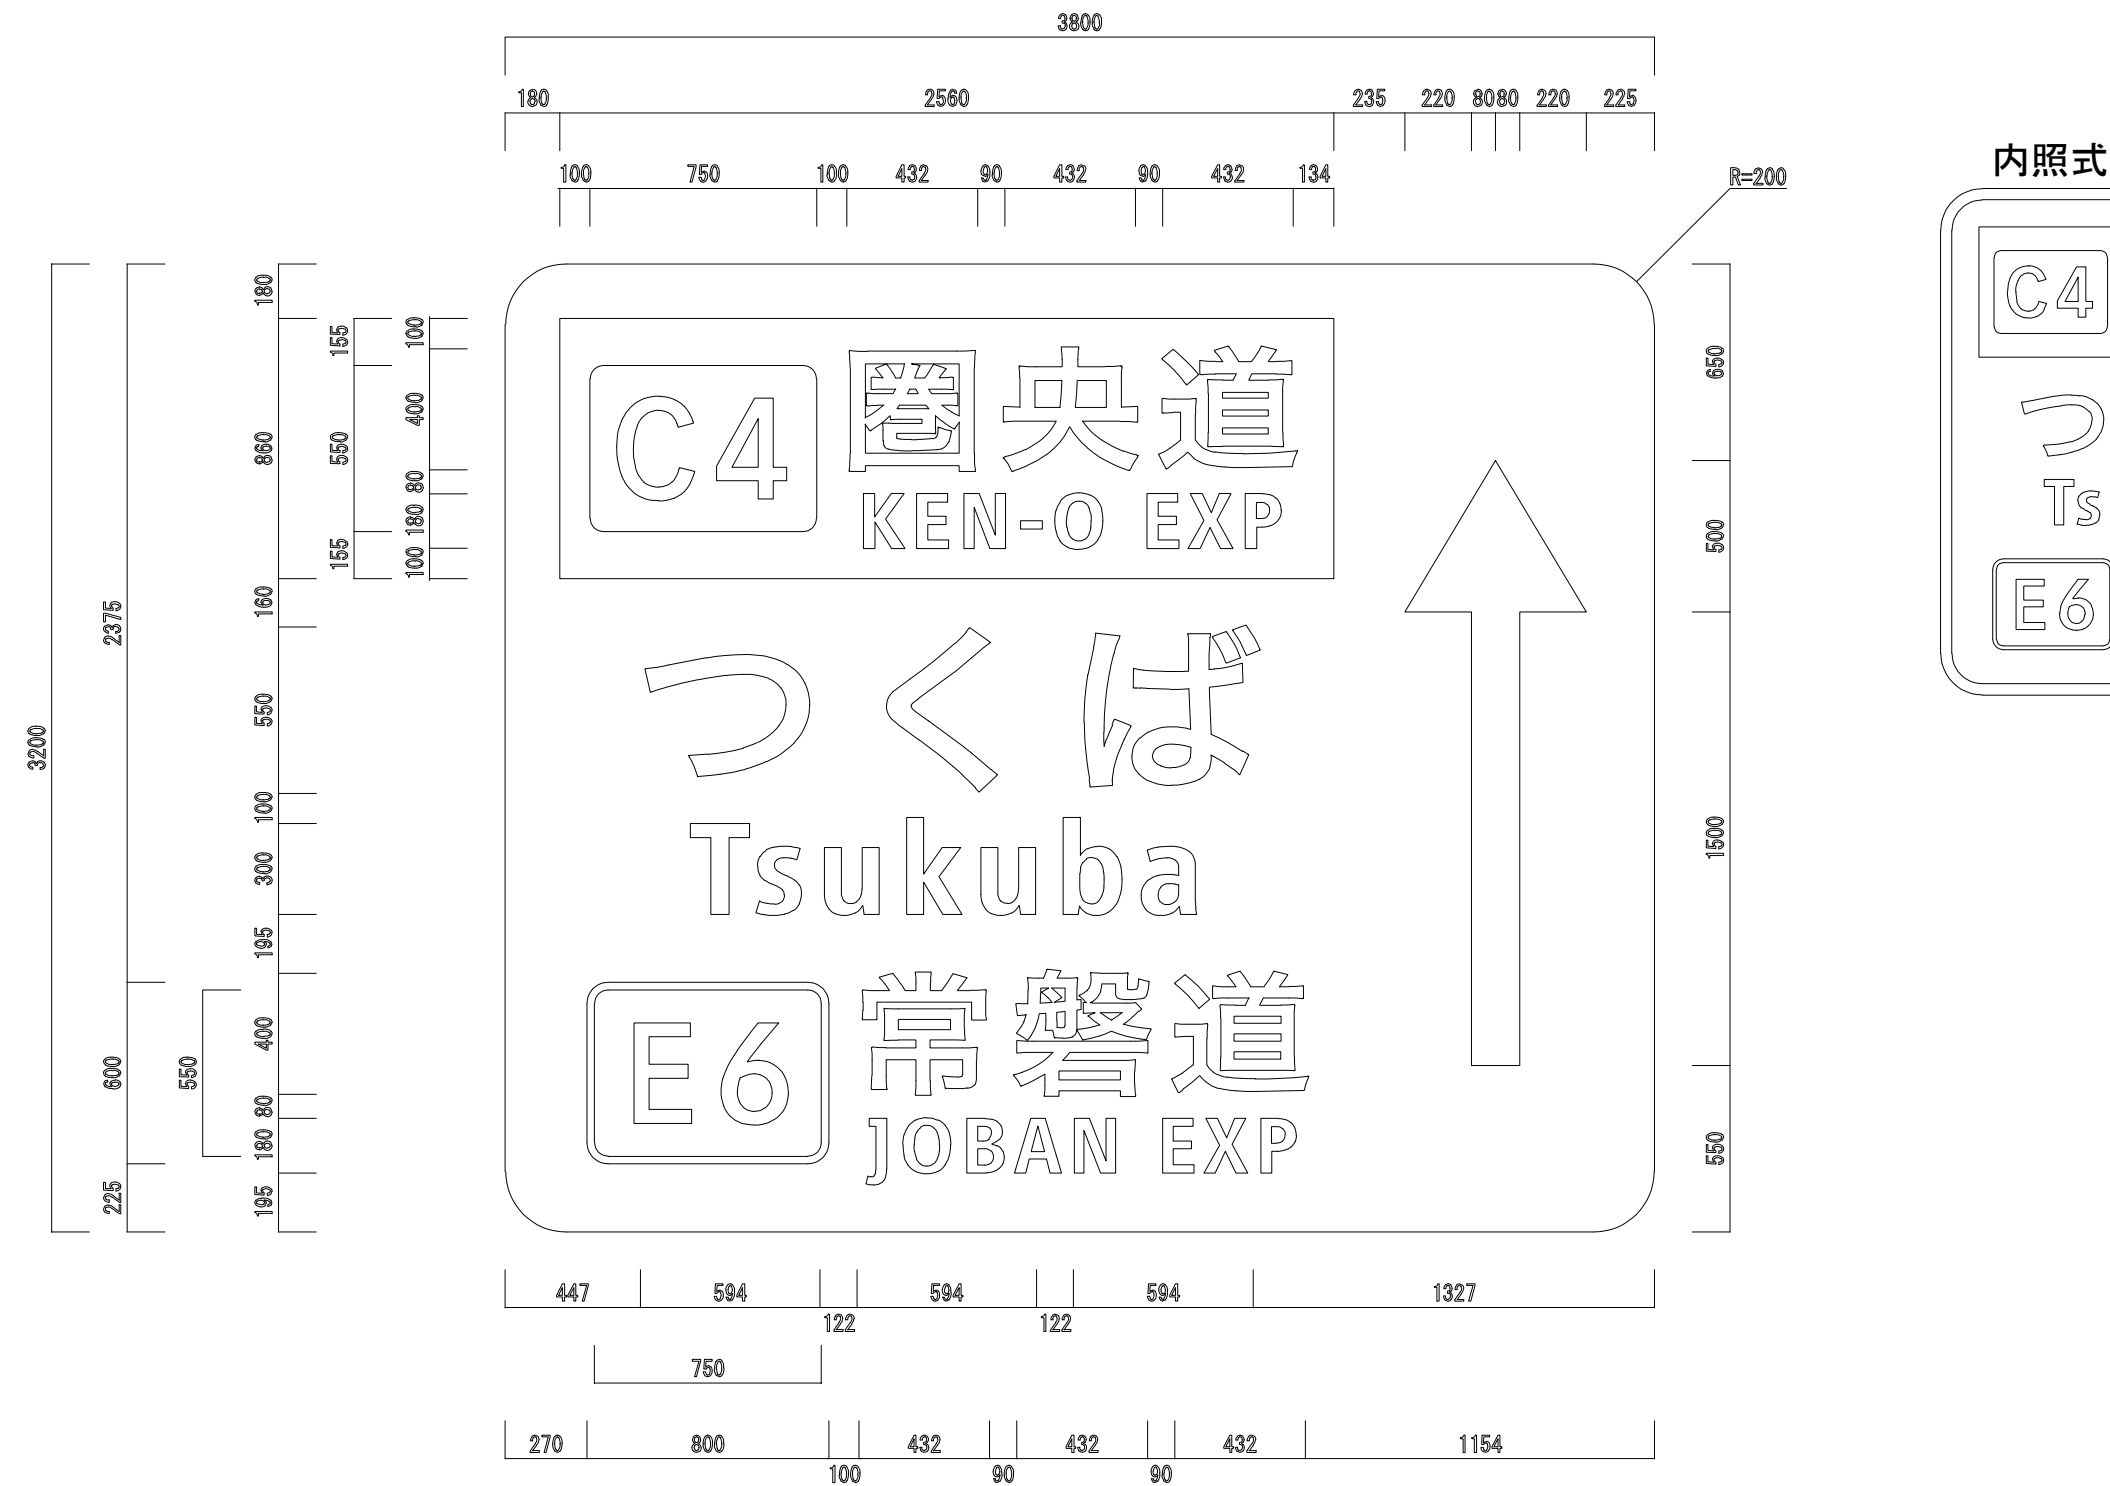 3800
180 2560 235 220 80 80 220 225
100 750 100 432 90 432 90 432 134
R=200
内照式
C4 圏央道
KEN-O EXP
つくば
Tsukuba
E6 常磐道
JOBAN EXP
3200
2375 600 225
550
180 860 160 550 100 300 195 400 80 180 195
155 550 155
100 400 80 180 100
650 500 1500 550
447 594 594 594 1327
122 122
750
270 800 432 432 432 1154
100 90 90
C4
つ
Ts
E6